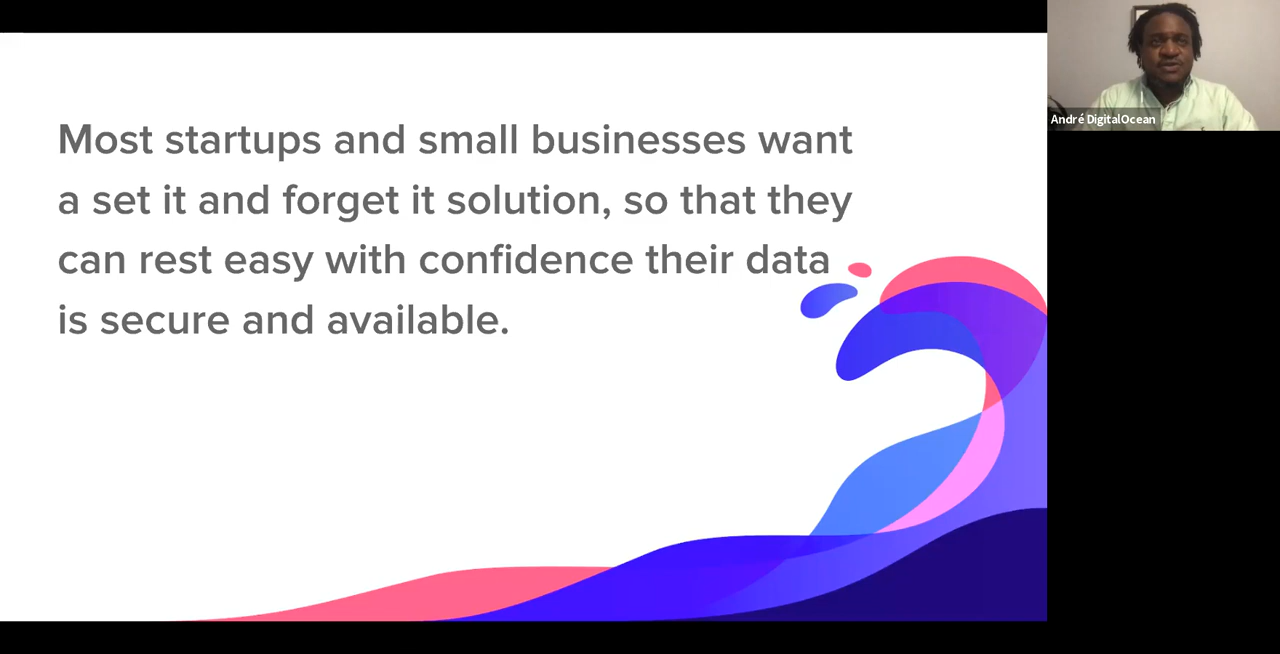 Most startups and small businesses want
a set it and forget it solution, so that they
can rest easy with confidence their data
is secure and available.
André DigitalOcean